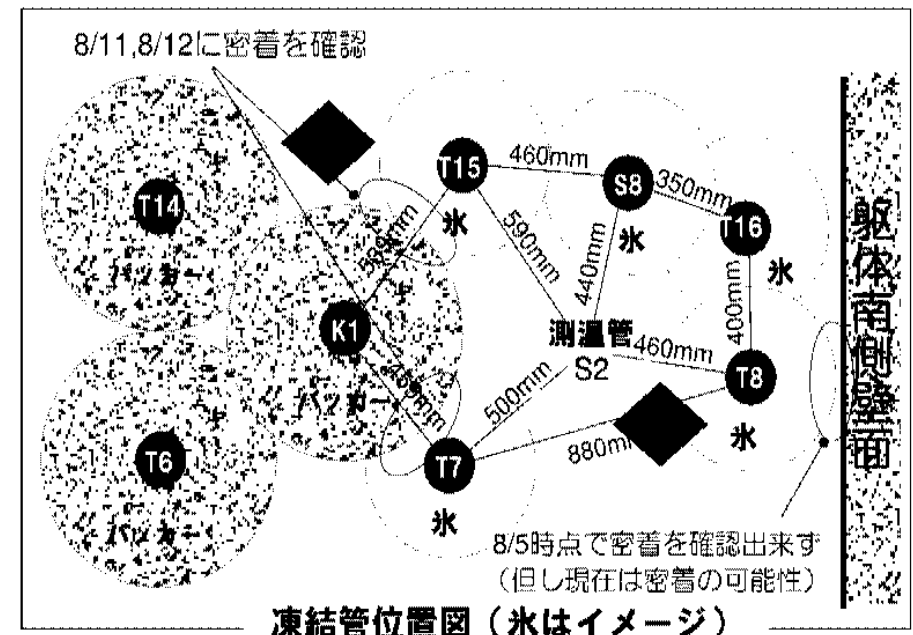 8/11,8/12に密着を確認
T14
パッカー
T15
氷
460mm
S8
氷
350mm
T16
氷
590mm
440mm
400mm
K1
パッカー
測温管
S2
460mm
T8
氷
500mm
880mm
T7
氷
T6
パッカー
躯体南側壁面
8/5時点で密着を確認出来ず
(但し現在は密着の可能性)
凍結管位置図(氷はイメージ)